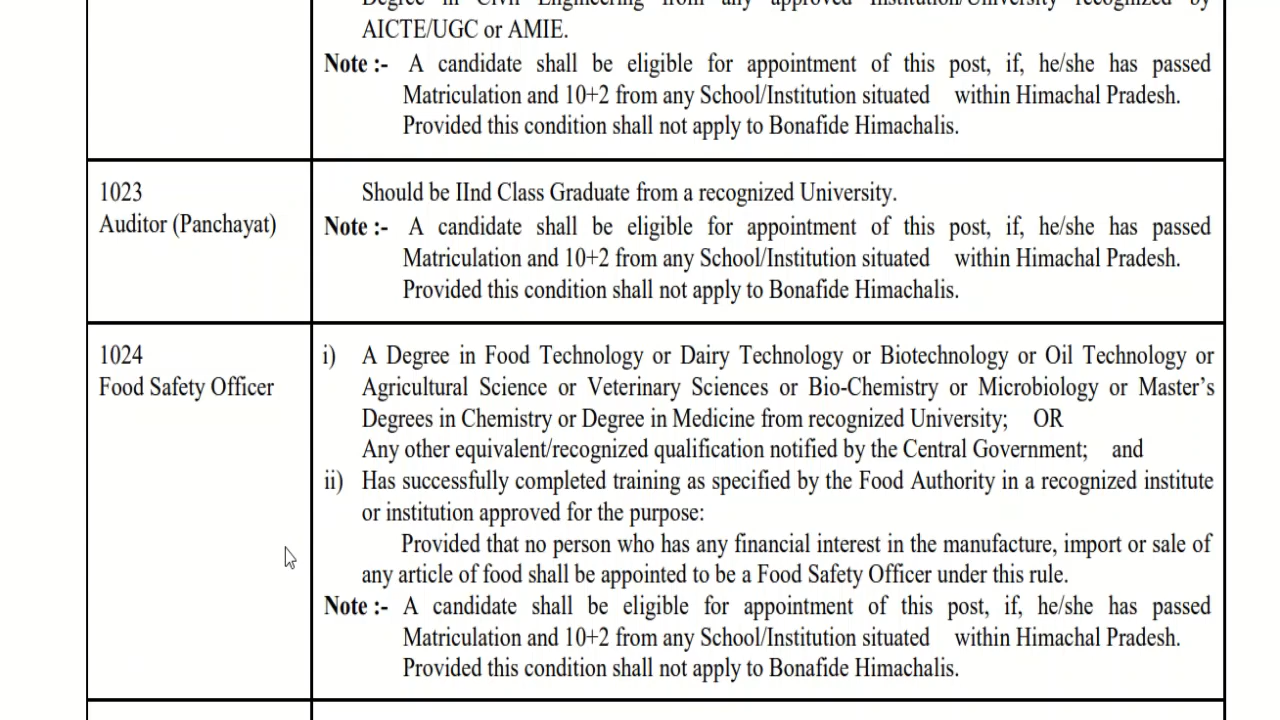 Degree in Civil Engineering from any approved Institution/University recognized by
AICTE/UGC or AMIE.
Note :- A candidate shall be eligible for appointment of this post, if, he/she has passed
Matriculation and 10+2 from any School/Institution situated within Himachal Pradesh.
Provided this condition shall not apply to Bonafide Himachalis.
1023
Auditor (Panchayat)
Should be IInd Class Graduate from a recognized University.
Note :- A candidate shall be eligible for appointment of this post, if, he/she has passed
Matriculation and 10+2 from any School/Institution situated within Himachal Pradesh.
Provided this condition shall not apply to Bonafide Himachalis.
1024
Food Safety Officer
i) A Degree in Food Technology or Dairy Technology or Biotechnology or Oil Technology or
Agricultural Science or Veterinary Sciences or Bio-Chemistry or Microbiology or Master's
Degrees in Chemistry or Degree in Medicine from recognized University; OR
Any other equivalent/recognized qualification notified by the Central Government; and
ii) Has successfully completed training as specified by the Food Authority in a recognized institute
or institution approved for the purpose:
Provided that no person who has any financial interest in the manufacture, import or sale of
any article of food shall be appointed to be a Food Safety Officer under this rule.
Note :- A candidate shall be eligible for appointment of this post, if, he/she has passed
Matriculation and 10+2 from any School/Institution situated within Himachal Pradesh.
Provided this condition shall not apply to Bonafide Himachalis.